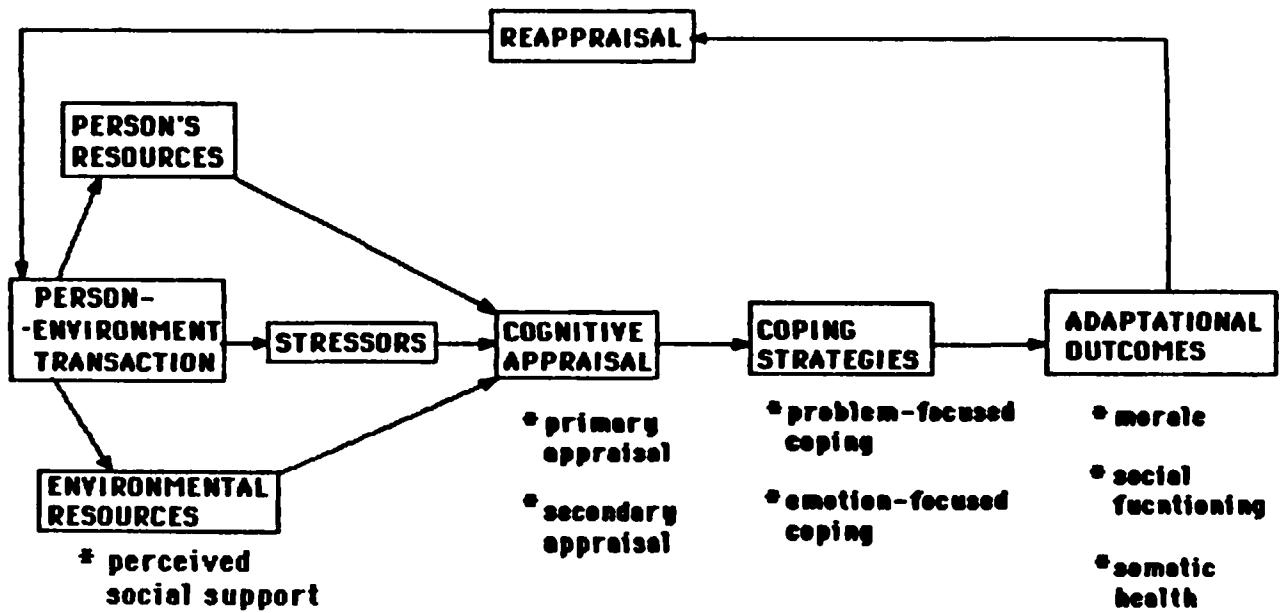 REAPPRAISAL
PERSON'S
RESOURCES
PERSON-
-ENVIRONMENT
TRANSACTION
STRESSORS
COGNITIVE
APPRAISAL
COPING
STRATEGIES
ADAPTATIONAL
OUTCOMES
* primary
appraisal
* secondary
appraisal
* problem-focused
coping
* emotion-focused
coping
* morale
* social
fucntioning
* somatic
health
ENVIRONMENTAL
RESOURCES
* perceived
social support